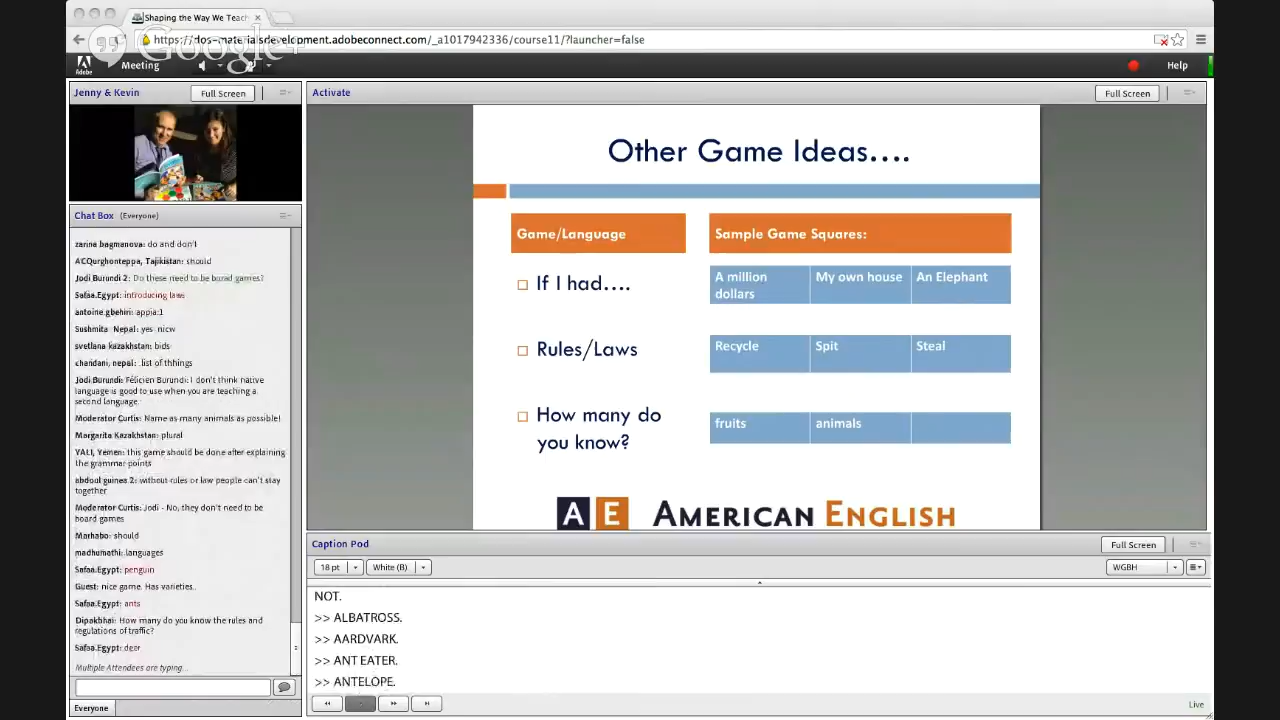 Shaping the Way We Teach
https://dos-materialsdevelopment.adobeconnect.com/_a1017942336/course11/?launcher=false
Google+
Adobe
Meeting
Help
Jenny & Kevin
Full Screen
Activate
Full Screen
Other Game Ideas....
Game/Language
Sample Game Squares:
If I had....
A million
dollars
My own house
An Elephant
Rules/Laws
Recycle
Spit
Steal
How many do
you know?
fruits
animals
A E AMERICAN ENGLISH
Chat Box (Everyone)
zarina bagmanova: do and don't
A'CQurghonteppa, Tajikistan: should
Jodi Burundi 2: Do these need to be borad games?
Safaa.Egypt: introducing laws
antoine gbehiri: appia:1
Sushmita Nepal: yes nicw
svetlana kazakhstan: bids
chandani, nepal: .list of thhings
Jodi Burundi: Félicien Burundi: I don't think native
language is good to use when you are teaching a
second language.
Moderator Curtis: Name as many animals as possible!
Margarita Kazakhstan: plural
YALI, Yemen: this game should be done after explaining
the grammar points
abdoul guinea 2: without rules or law people can't stay
together
Moderator Curtis: Jodi - No, they don't need to be
board games
Marhabo: should
madhumathi: languages
Safaa.Egypt: penguin
Guest: nice game. Has varieties..
Safaa.Egypt: ants
Dipakbhai: How many do you know the rules and
regulations of traffic?
Safaa.Egypt: deer
Multiple Attendees are typing...
Everyone
Caption Pod
Full Screen
18 pt
White (B)
WGBH
NOT.
>> ALBATROSS.
>> AARDVARK.
>> ANT EATER.
>> ANTELOPE.
Live